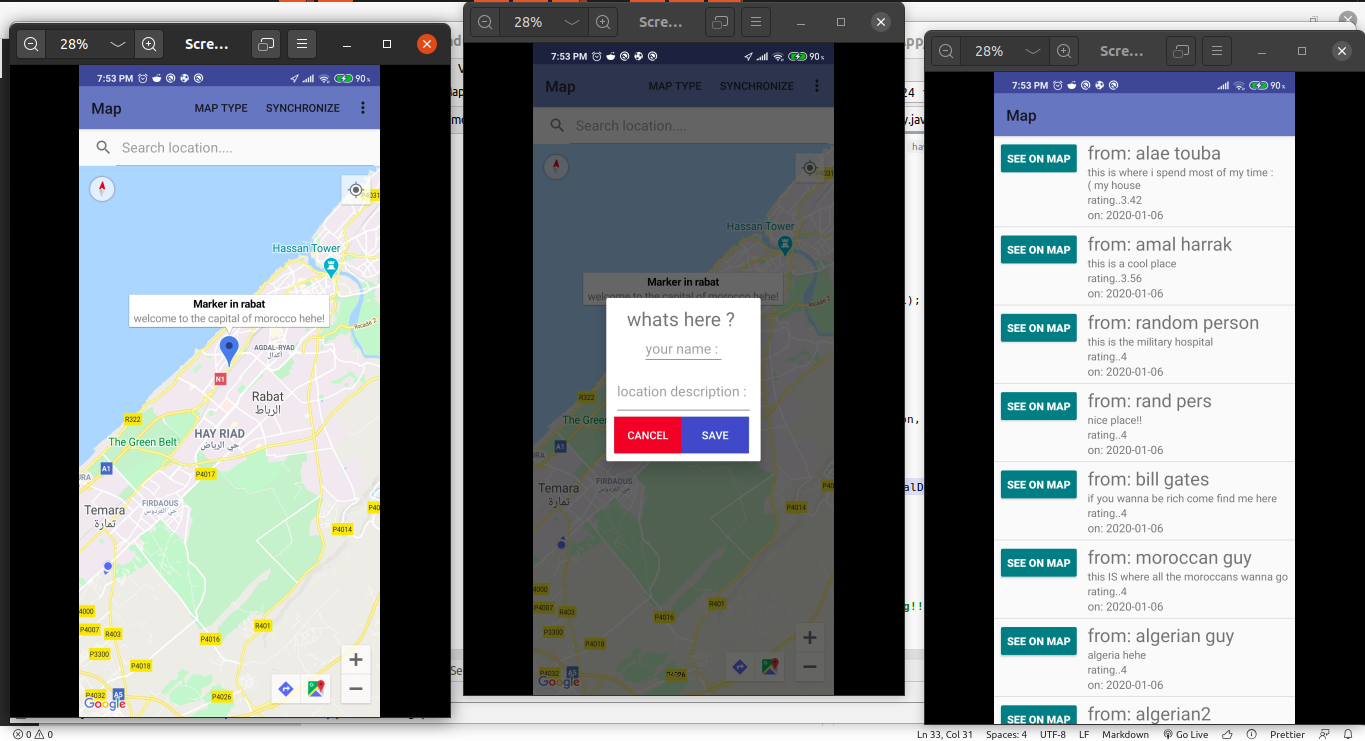 28%
Scre...
7:53 PM
90%
Map
MAP TYPE
SYNCHRONIZE
Search location....
P4031
Hassan Tower
Marker in rabat
welcome to the capital of morocco hehe!
Rocade 2
AGDAL-RYAD
أكدال
N1
Rabat
الرباط
R322
HAY RIAD
حي الرياض
The Green Belt
A1
P4017
FIRDAOUS
حي الفردوس
Temara
تمارة
P4014
4000
P4007
R403
R401
P4016
P3300
P4018
P4032
A5
P4026
Google
28%
Scre...
7:53 PM
90%
Map
MAP TYPE
SYNCHRONIZE
Search location....
Hassan Tower
Marker in rabat
welcome to the capital of morocco hehe!
Rocade 2
whats here ?
your name :
location description :
CANCEL
SAVE
R322
The Green
A1
Temara
تمارة
FIRDAOUS
حي الفردوس
P4014
4000
P4007
R403
R401
P4016
P3300
P4018
P4032
A5
P4026
Google
28%
Scre...
7:53 PM
90%
Map
SEE ON MAP
from: alae touba
this is where i spend most of my time :
( my house
rating..3.42
on: 2020-01-06
SEE ON MAP
from: amal harrak
this is a cool place
rating..3.56
on: 2020-01-06
SEE ON MAP
from: random person
this is the military hospital
rating..4
on: 2020-01-06
SEE ON MAP
from: rand pers
nice place!!
rating..4
on: 2020-01-06
SEE ON MAP
from: bill gates
if you wanna be rich come find me here
rating..4
on: 2020-01-06
SEE ON MAP
from: moroccan guy
this IS where all the moroccans wanna go
rating..4
on: 2020-01-06
SEE ON MAP
from: algerian guy
algeria hehe
rating..4
on: 2020-01-06
SEE ON MAP
from: algerian2
0
0
Ln 33, Col 31
Spaces: 4
UTF-8
LF
Markdown
Go Live
Prettier